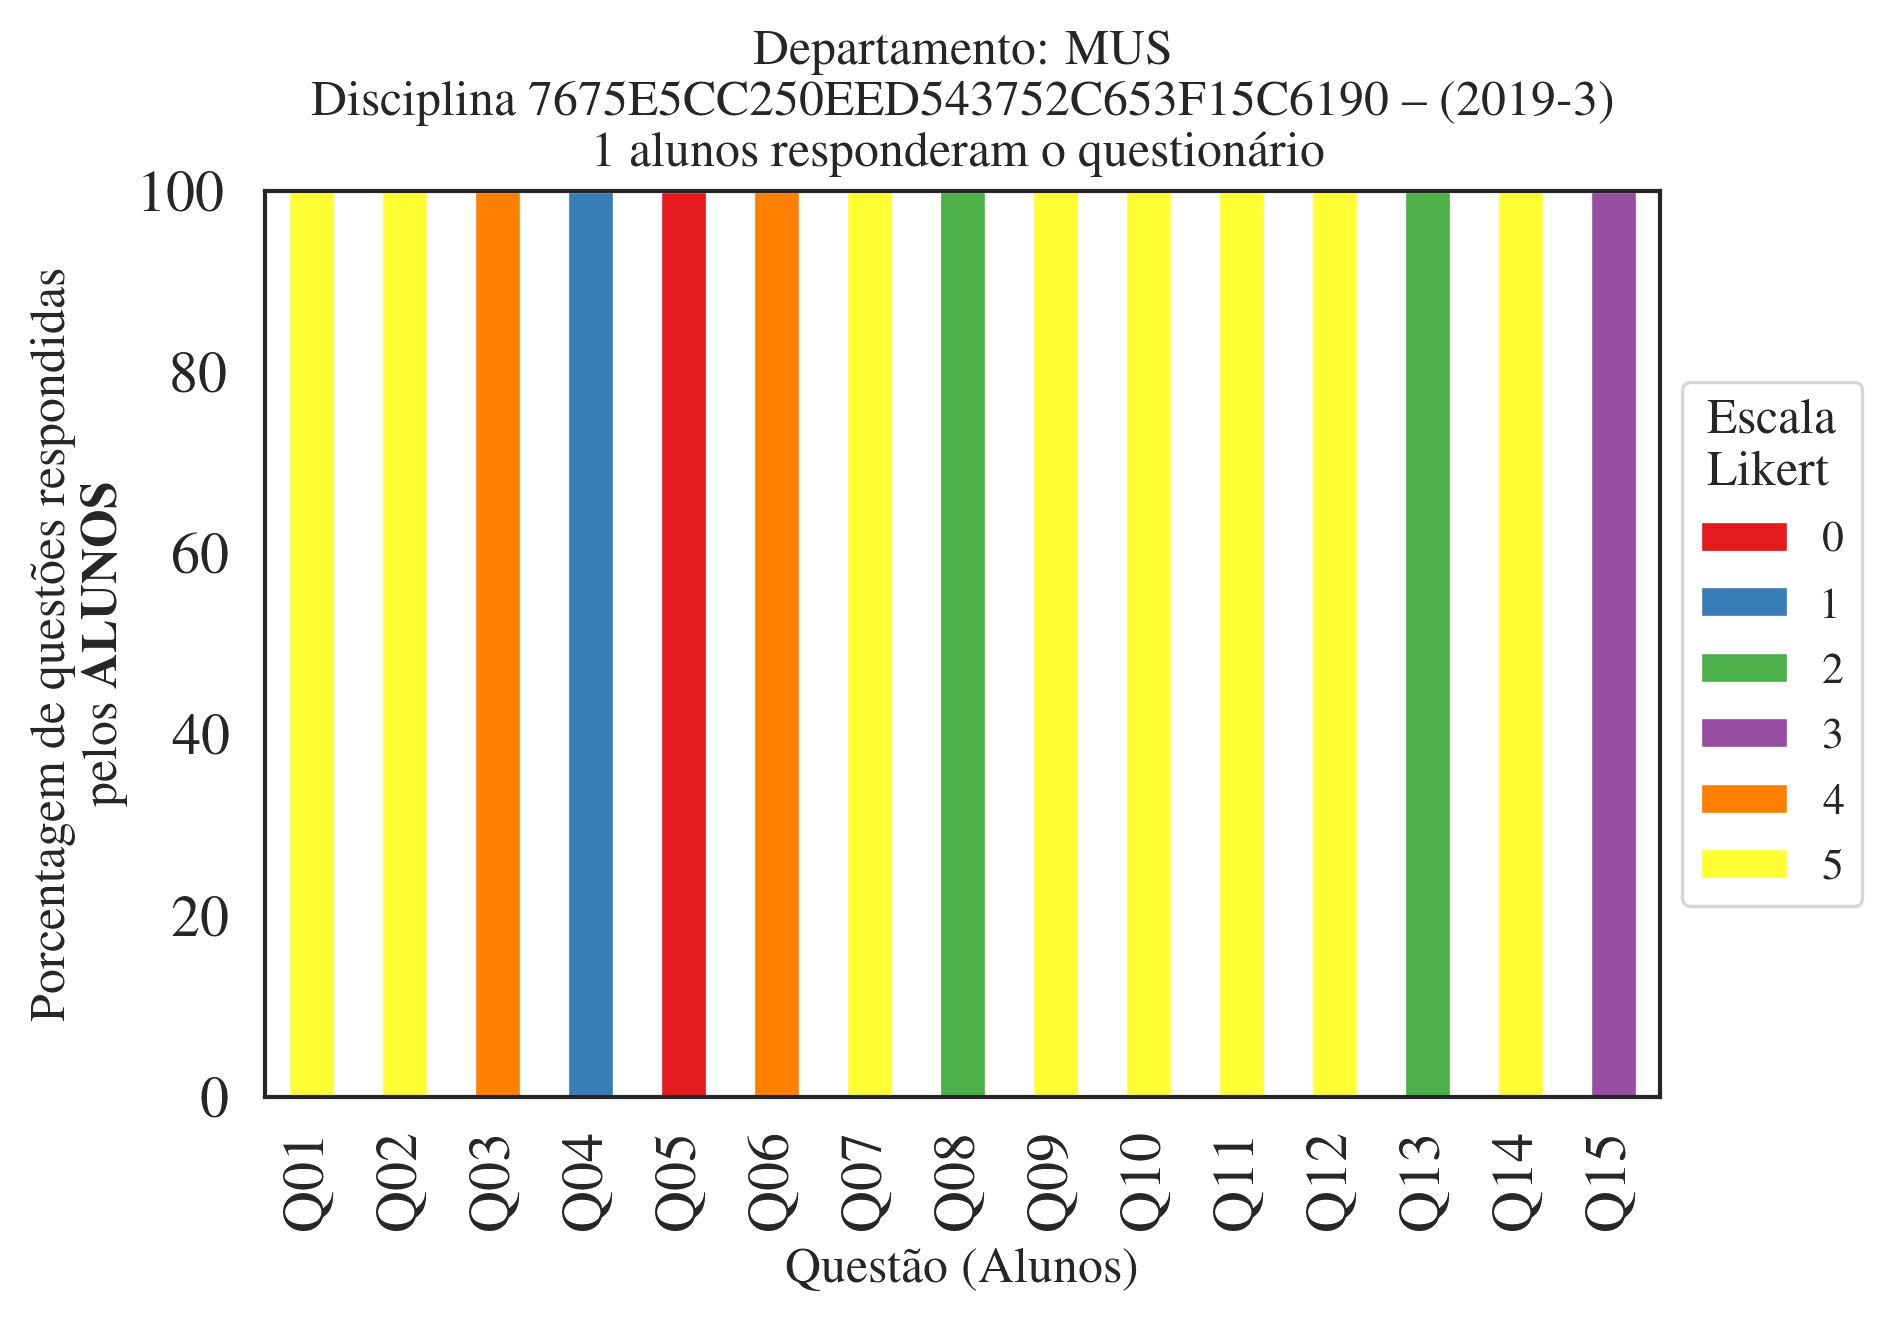 Departamento: MUS
Disciplina 7675E5CC250EED543752C653F15C6190 – (2019-3)
1 alunos responderam o questionário
Porcentagem de questões respondidas
pelos ALUNOS
100
80
60
40
20
0
Q01
Q02
Q03
Q04
Q05
Q06
Q07
Q08
Q09
Q10
Q11
Q12
Q13
Q14
Q15
Questão (Alunos)
Escala
Likert
0
1
2
3
4
5